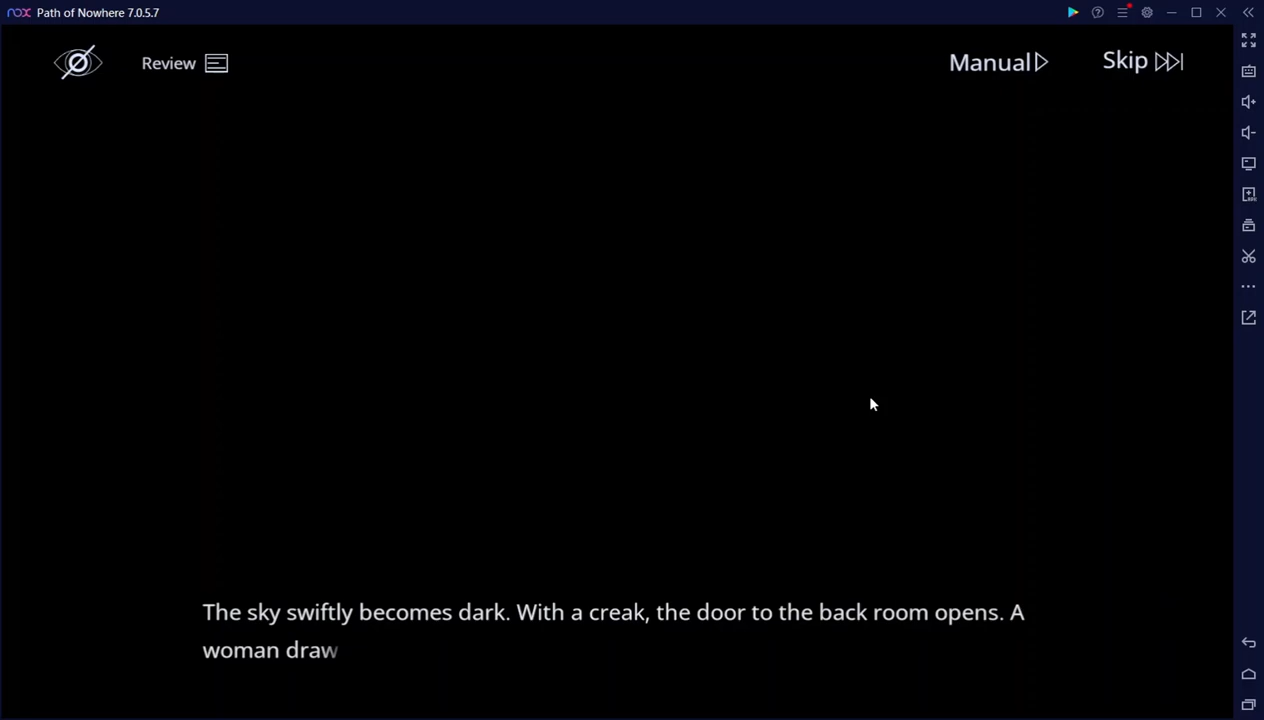 nox Path of Nowhere 7.0.5.7
Review
Manual
Skip
The sky swiftly becomes dark. With a creak, the door to the back room opens. A
woman draw